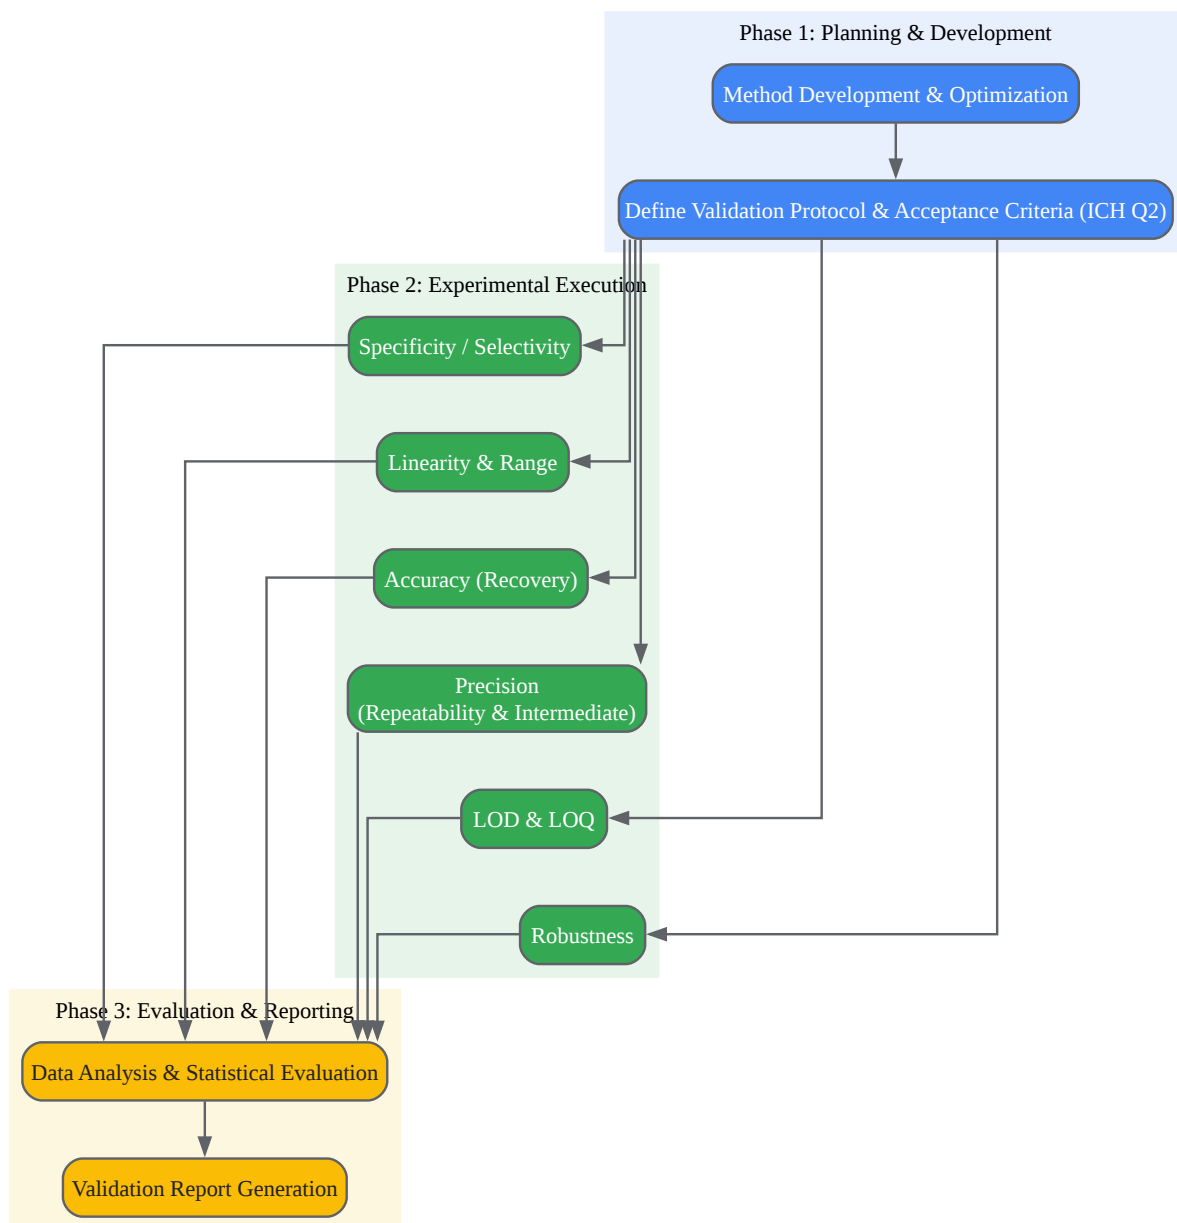 Phase 1: Planning & Development
Method Development & Optimization
Define Validation Protocol & Acceptance Criteria (ICH Q2)
Phase 2: Experimental Execution
Specificity / Selectivity
Linearity & Range
Accuracy (Recovery)
Precision
(Repeatability & Intermediate)
LOD & LOQ
Robustness
Phase 3: Evaluation & Reporting
Data Analysis & Statistical Evaluation
Validation Report Generation